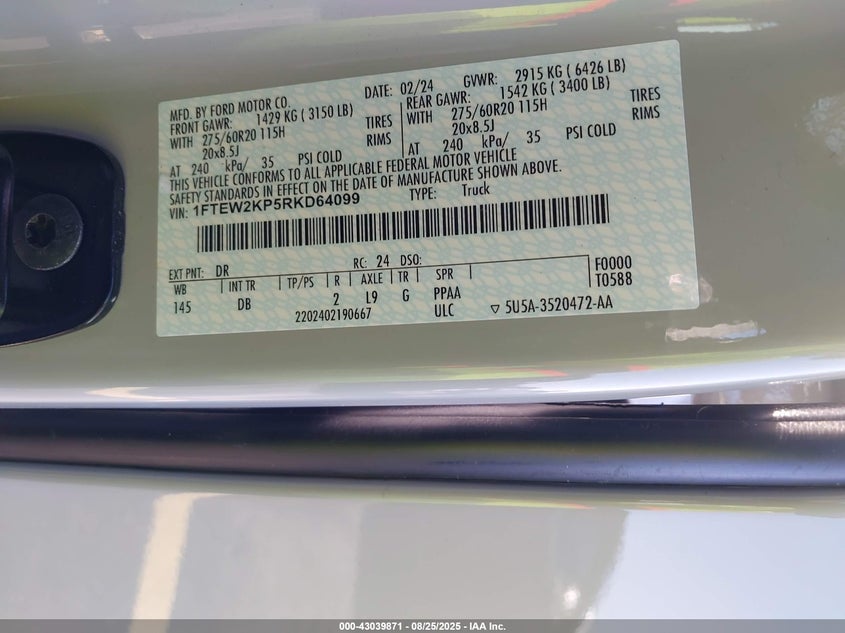 MFD. BY FORD MOTOR CO. DATE: 02/24 GVWR: 2915 KG ( 6426 LB)
FRONT GAWR: 1429 KG ( 3150 LB) REAR GAWR: 1542 KG ( 3400 LB)
WITH 275/60R20 115H TIRES WITH 275/60R20 115H TIRES
20x8.5J RIMS 20x8.5J RIMS
AT 240 kPa/ 35 PSI COLD AT 240 kPa/ 35 PSI COLD
THIS VEHICLE CONFORMS TO ALL APPLICABLE FEDERAL MOTOR VEHICLE
SAFETY STANDARDS IN EFFECT ON THE DATE OF MANUFACTURE SHOWN ABOVE.
VIN: 1FTEW2KP5RKD64099 TYPE: Truck
EXT PNT: DR RC: 24 DSO: F0000
WB INT TR TP/PS R AXLE TR SPR T0588
145 DB 2 L9 G PPAA
2202402190667 ULC ▽ 5U5A-3520472-AA
000-43039871 - 08/25/2025 - IAA Inc.